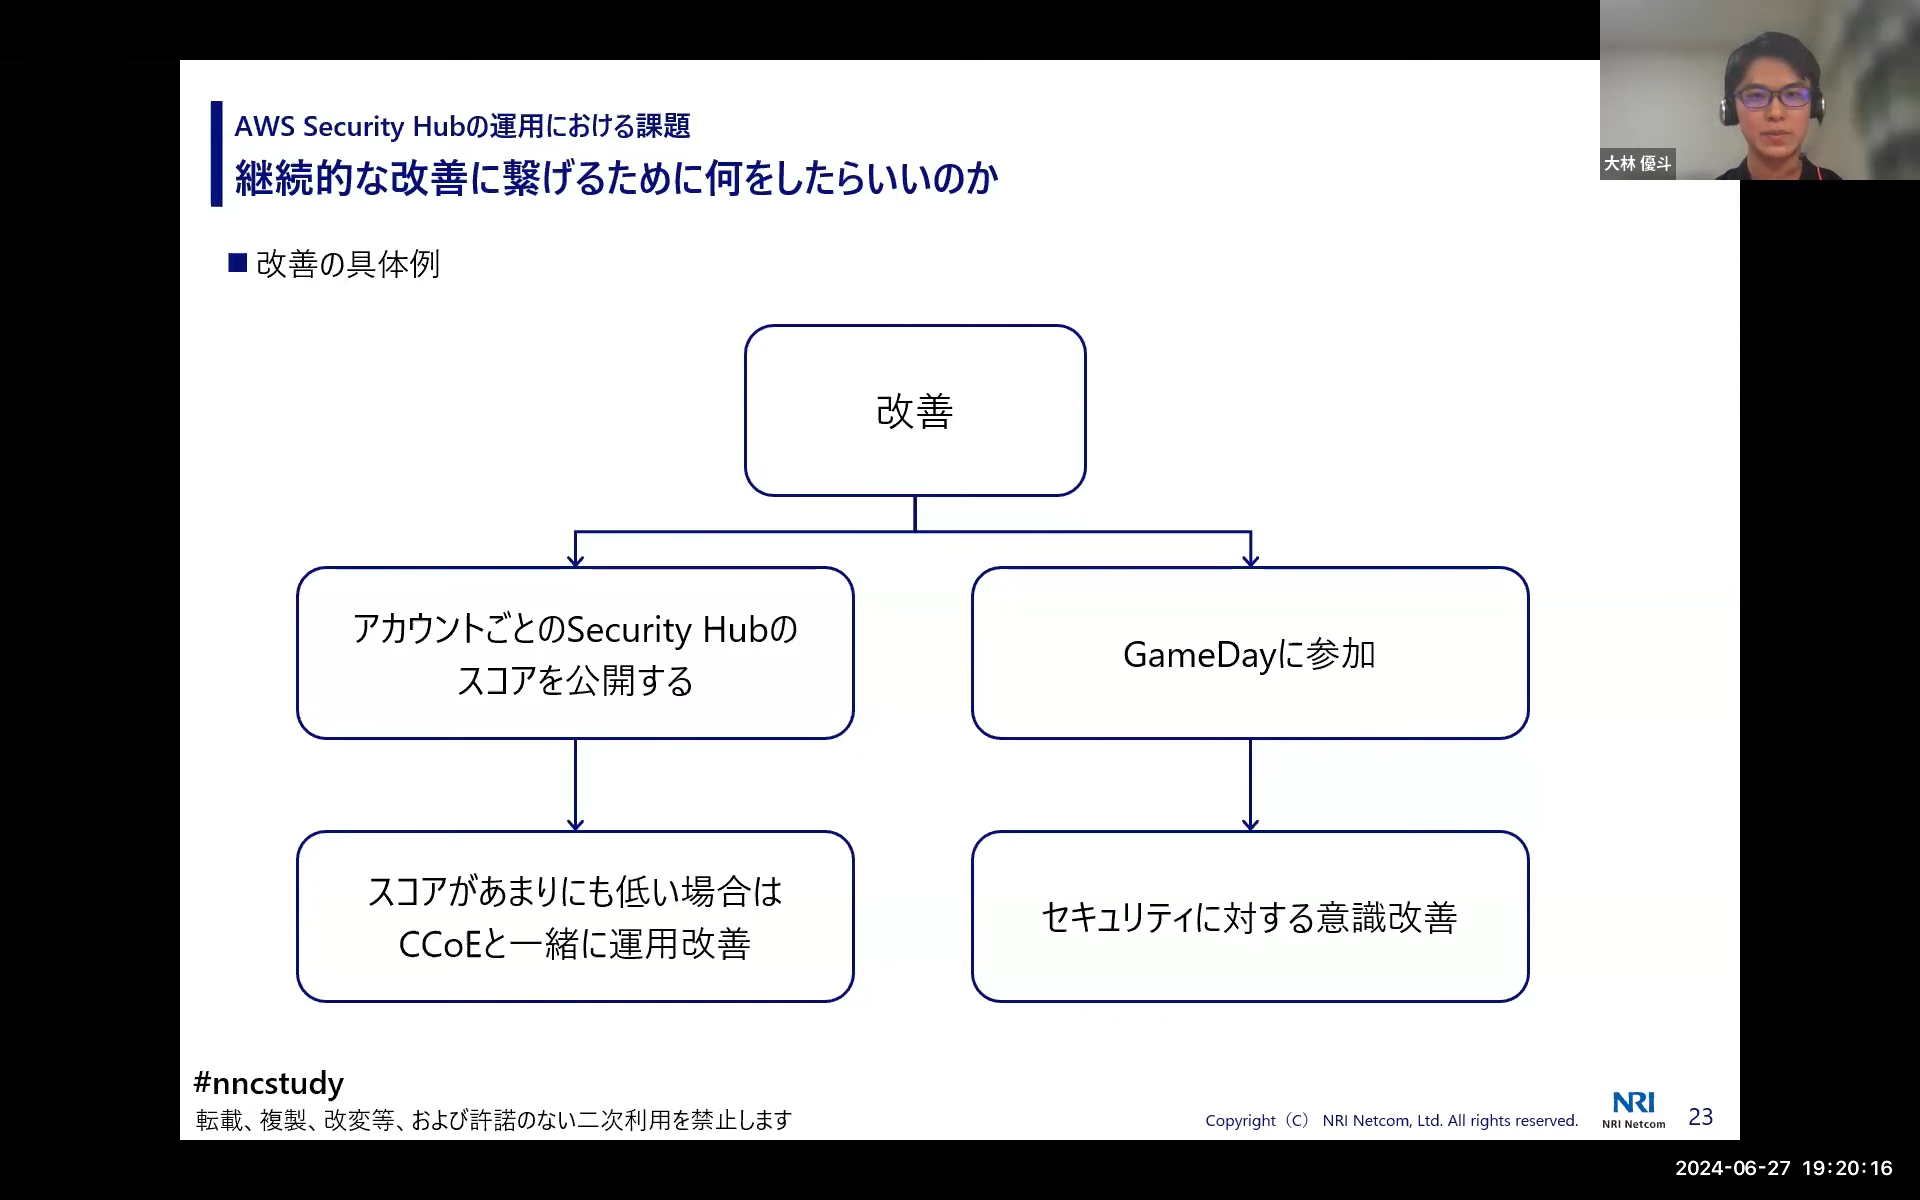 AWS Security Hubの運用における課題
継続的な改善に繋げるために何をしたらいいのか
大林 優斗
■ 改善の具体例
改善
アカウントごとのSecurity Hubの
スコアを公開する
GameDayに参加
スコアがあまりにも低い場合は
CCoEと一緒に運用改善
セキュリティに対する意識改善
#nncstudy
転載、複製、改変等、および許諾のない二次利用を禁止します
Copyright（C） NRI Netcom, Ltd. All rights reserved.
NRI
NRI Netcom
23
2024-06-27 19:20:16